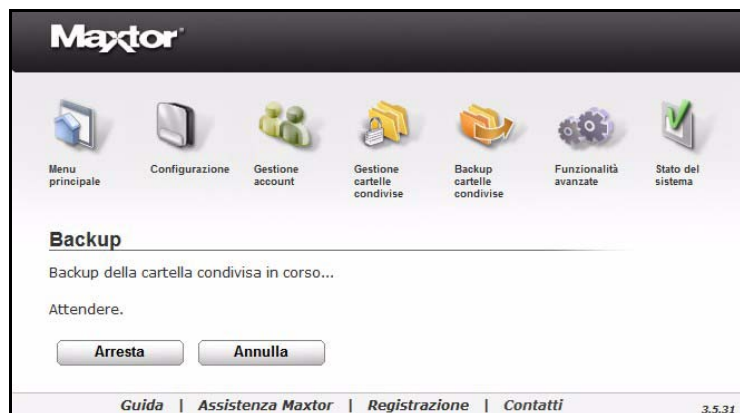 Maxtor
Menu
principale
Configurazione
Gestione
account
Gestione
cartelle
condivise
Backup
cartelle
condivise
Funzionalità
avanzate
Stato del
sistema
Backup
Backup della cartella condivisa in corso...
Attendere.
Arresta Annulla
Guida | Assistenza Maxtor | Registrazione | Contatti 3.5.31